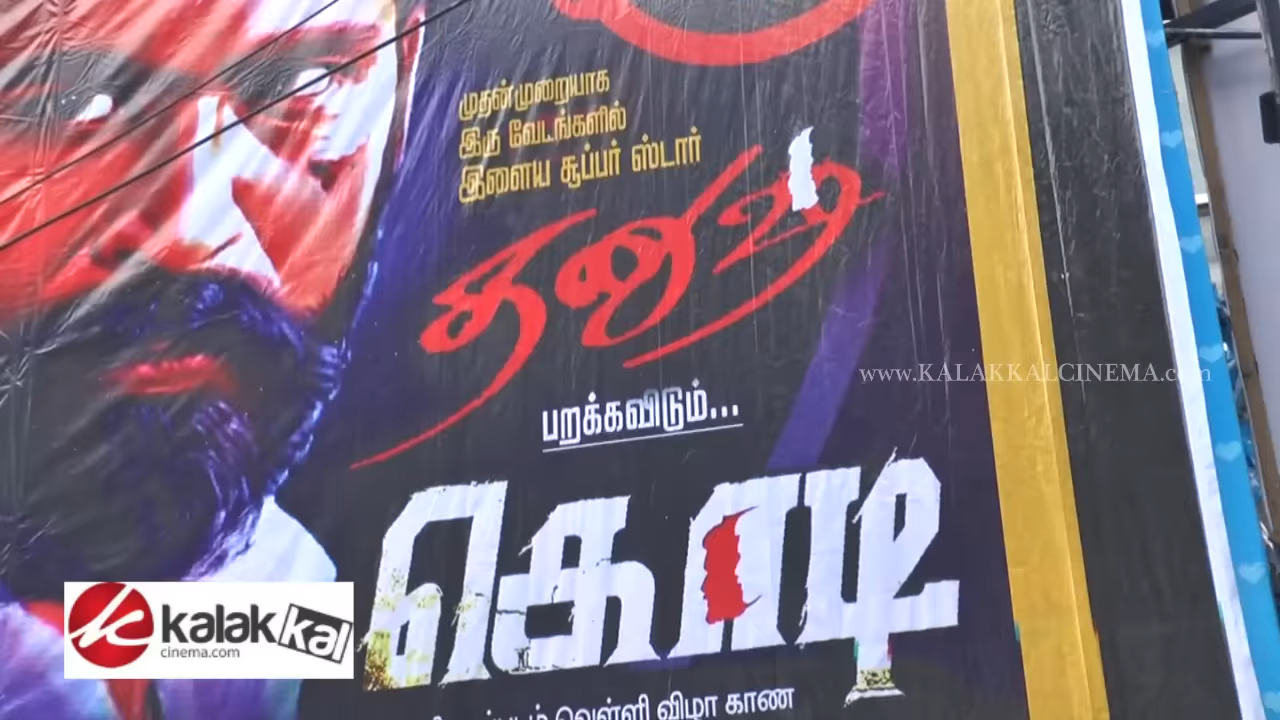 முதன்முறையாக
இரு வேடங்களில்
இளைய சூப்பர் ஸ்டார்
தனுஷ்
www.KALAKKALCINEMA.com
பறக்கவிடும்...
கொடி
kalakkal
cinema.com
வெள்ளி விழா காண